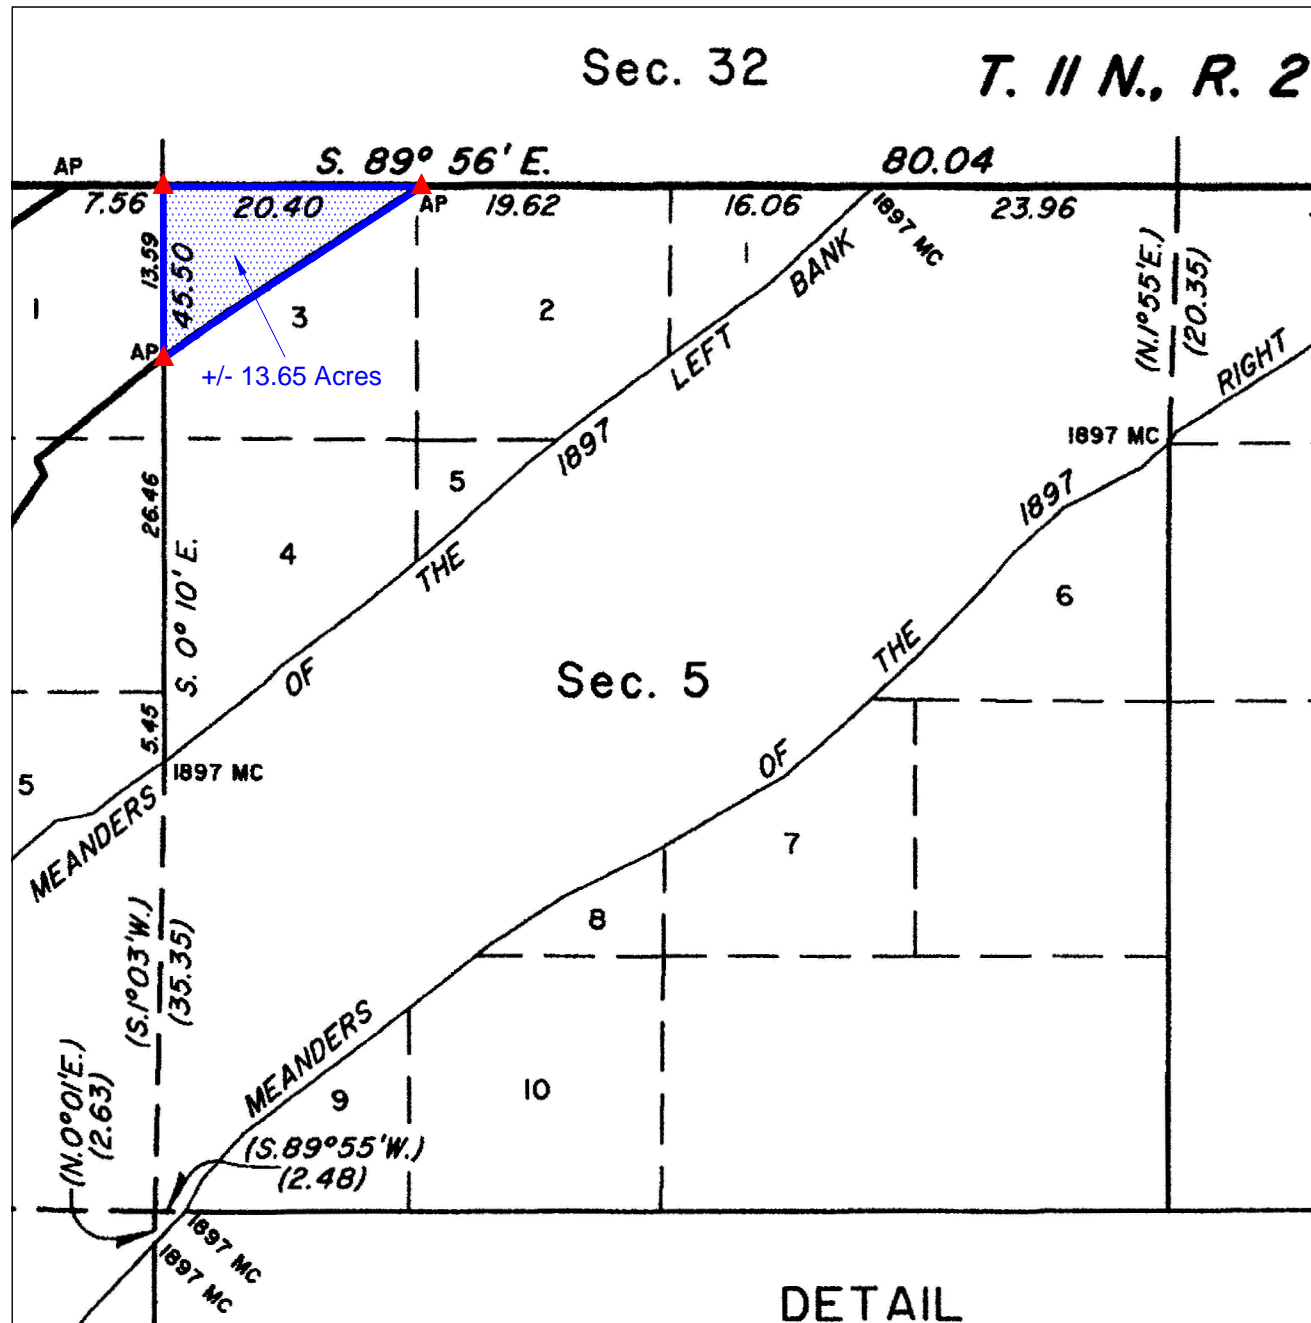 Sec. 32
T. 11 N., R. 2
AP
S. 89° 56' E.
80.04
7.56
20.40
AP
19.62
16.06
1897 MC
23.96
13.59
45.50
1
3
2
1
BANK
LEFT
(N.1°55'E.)
(20.35)
RIGHT
AP
+/- 13.65 Acres
1897 MC
1897
5
26.46
4
THE
1897
S. 0° 10' E.
6
OF
THE
Sec. 5
5.45
1897 MC
5
OF
MEANDERS
7
8
(S.1°03'W.)
(35.35)
MEANDERS
(N.0°01'E.)
(2.63)
9
10
(S.89°55'W.)
(2.48)
1897 MC
1897 MC
DETAIL